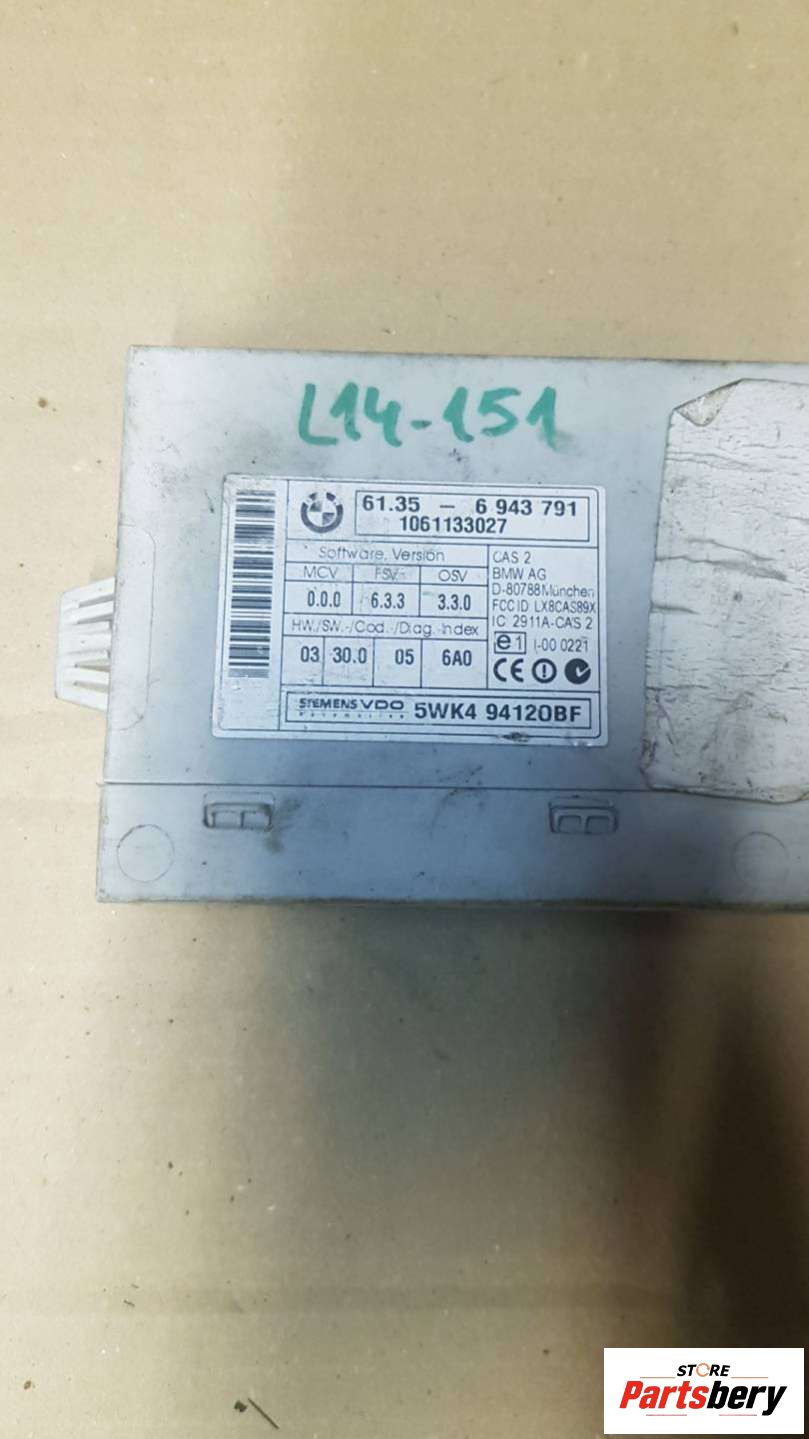 L14-151
61.35 - 6 943 791
1061133027
Software, Version
MCV FSV OSV
0.0.0 6.3.3 3.3.0
HW./SW.-/Cod.-/Diag.-Index
03 30.0 05 6A0
CAS 2
BMW AG
D-80788 München
FCC ID LX8CAS89X
IC 2911A-CAS 2
e1 I-00 0221
CE
SIEMENS VDO
Automotive
5WK4 94120BF
STORE
Partsbery